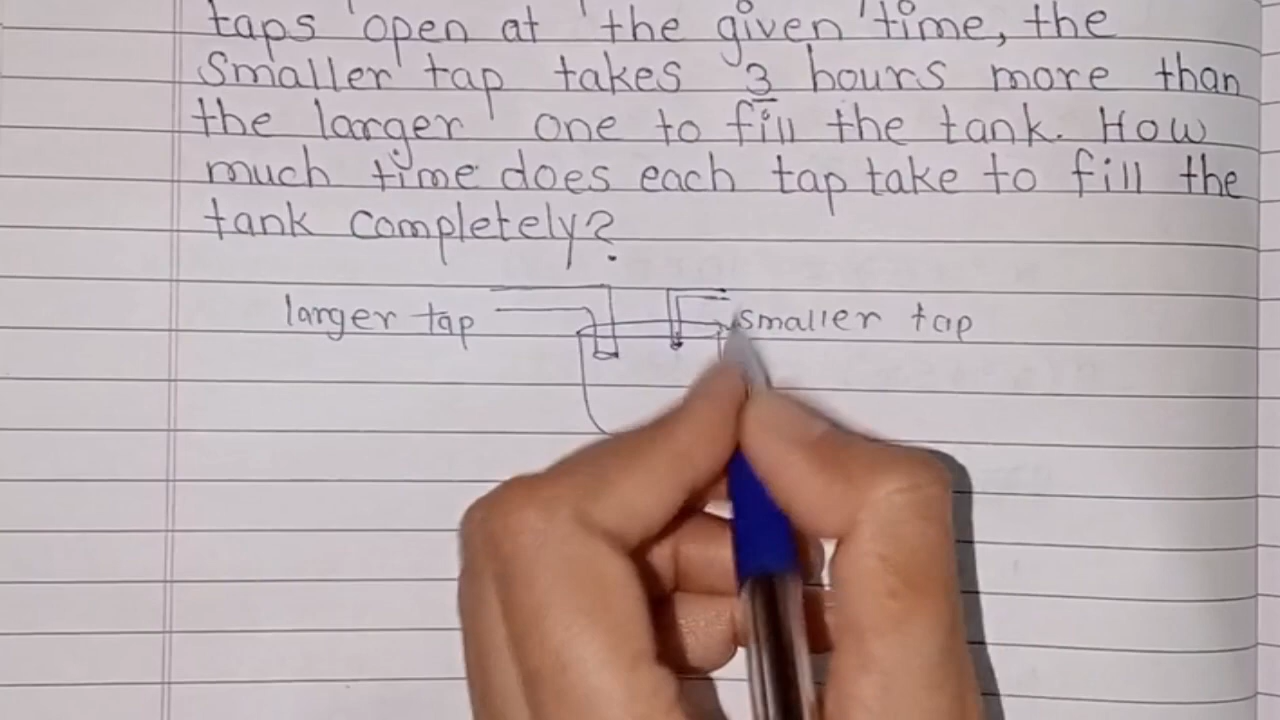 taps open at the given time, the
smaller tap takes 3 hours more than
the larger one to fill the tank. How
much time does each tap take to fill the
tank completely?
larger tap smaller tap